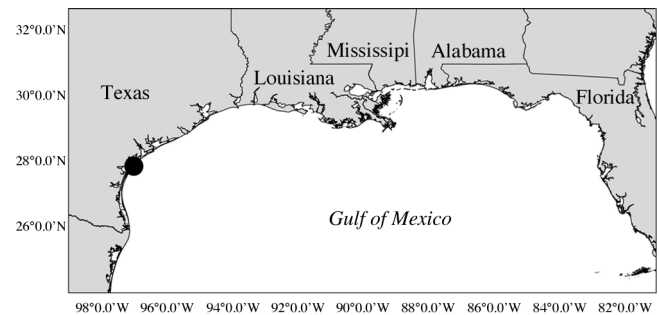 32°0.0'N
Mississipi Alabama
Louisiana
Texas
30°0.0'N
Florida
28°0.0'N
26°0.0'N
Gulf of Mexico
98°0.0'W 96°0.0'W 94°0.0'W 92°0.0'W 90°0.0'W 88°0.0'W 86°0.0'W 84°0.0'W 82°0.0'W